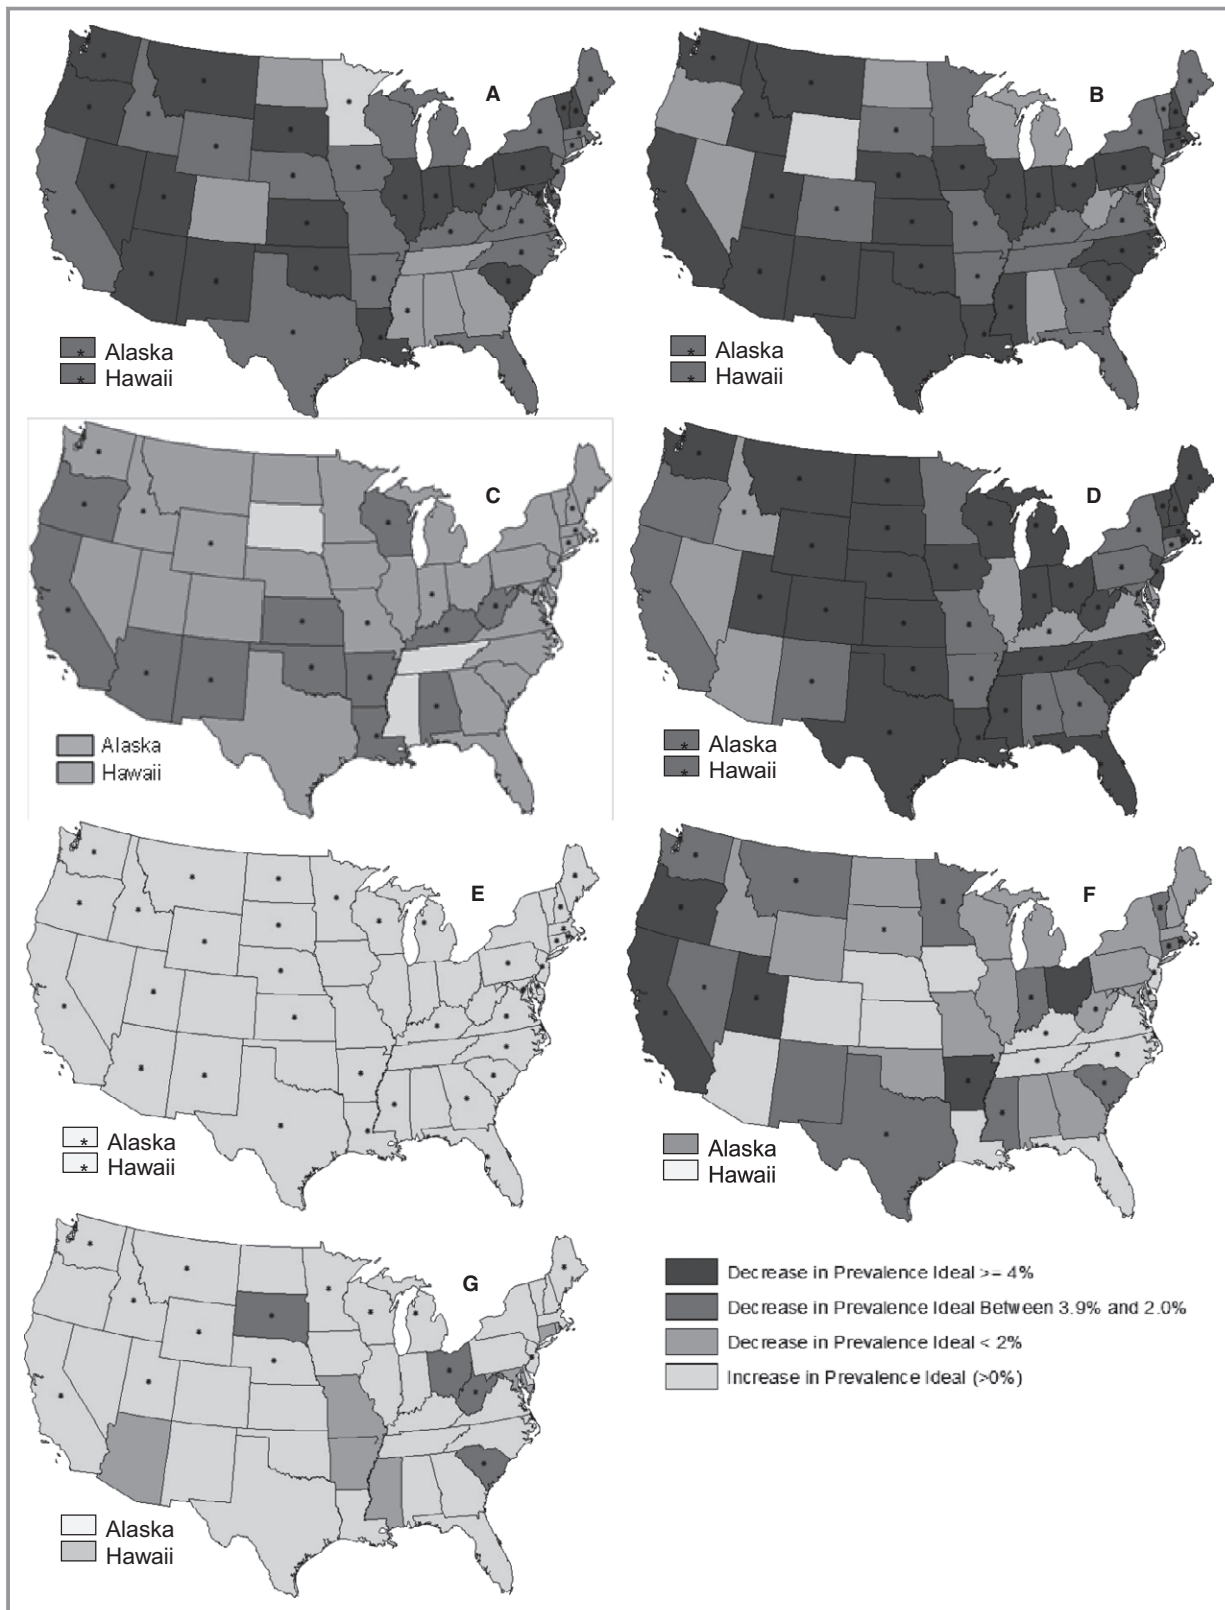 A
* Alaska
* Hawaii
B
* Alaska
* Hawaii
C
Alaska
Hawaii
D
* Alaska
* Hawaii
E
* Alaska
* Hawaii
F
Alaska
Hawaii
G
Alaska
Hawaii
Decrease in Prevalence Ideal >= 4%
Decrease in Prevalence Ideal Between 3.9% and 2.0%
Decrease in Prevalence Ideal < 2%
Increase in Prevalence Ideal (>0%)